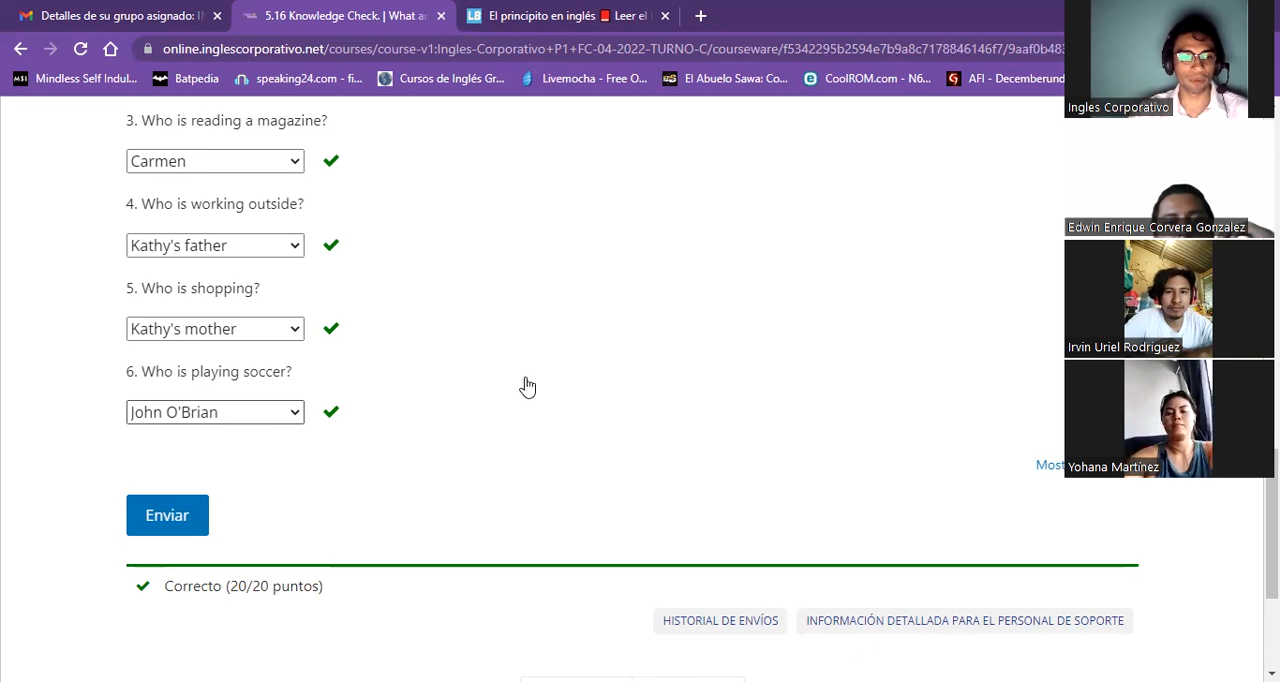 Detalles de su grupo asignado: I
5.16 Knowledge Check. | What a
El principito en inglés 📕 Leer el l
online.inglescorporativo.net/courses/course-v1:Ingles-Corporativo+P1+FC-04-2022-TURNO-C/courseware/f5342295b2594e7b9a8c7178846146f7/9aaf0b483
Mindless Self Indul...
Batpedia
speaking24.com - fi...
Cursos de Inglés Gr...
Livemocha - Free O...
El Abuelo Sawa: Co...
CoolROM.com - N6...
AFI - Decemberund
Ingles Corporativo
Edwin Enrique Corvera Gonzalez
Irvin Uriel Rodriguez
Yohana Martínez
3. Who is reading a magazine?
Carmen
4. Who is working outside?
Kathy's father
5. Who is shopping?
Kathy's mother
6. Who is playing soccer?
John O'Brian
Most
Enviar
Correcto (20/20 puntos)
HISTORIAL DE ENVÍOS
INFORMACIÓN DETALLADA PARA EL PERSONAL DE SOPORTE